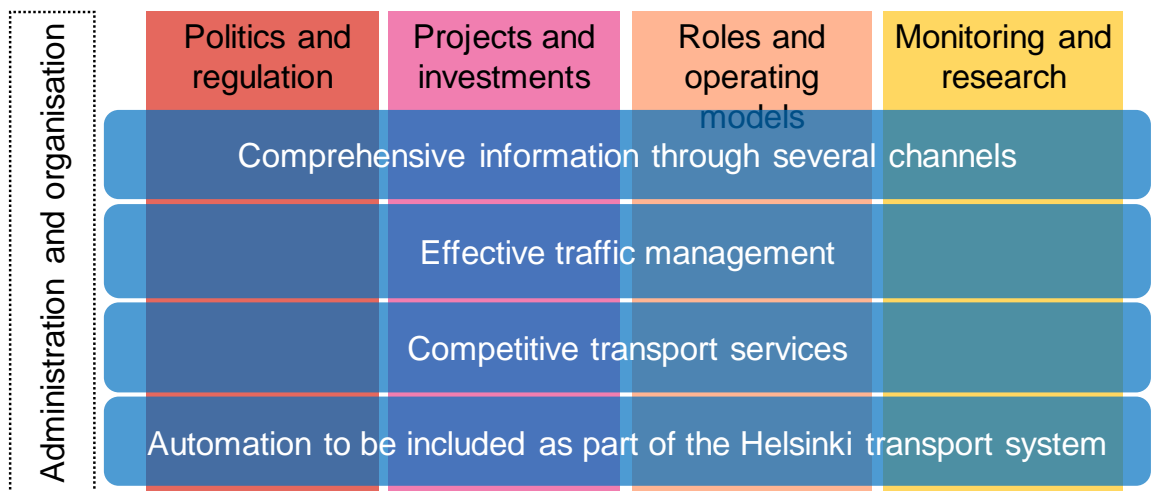 Administration and organisation
Politics and
regulation
Projects and
investments
Roles and
operating
models
Monitoring and
research
Comprehensive information through several channels
Effective traffic management
Competitive transport services
Automation to be included as part of the Helsinki transport system